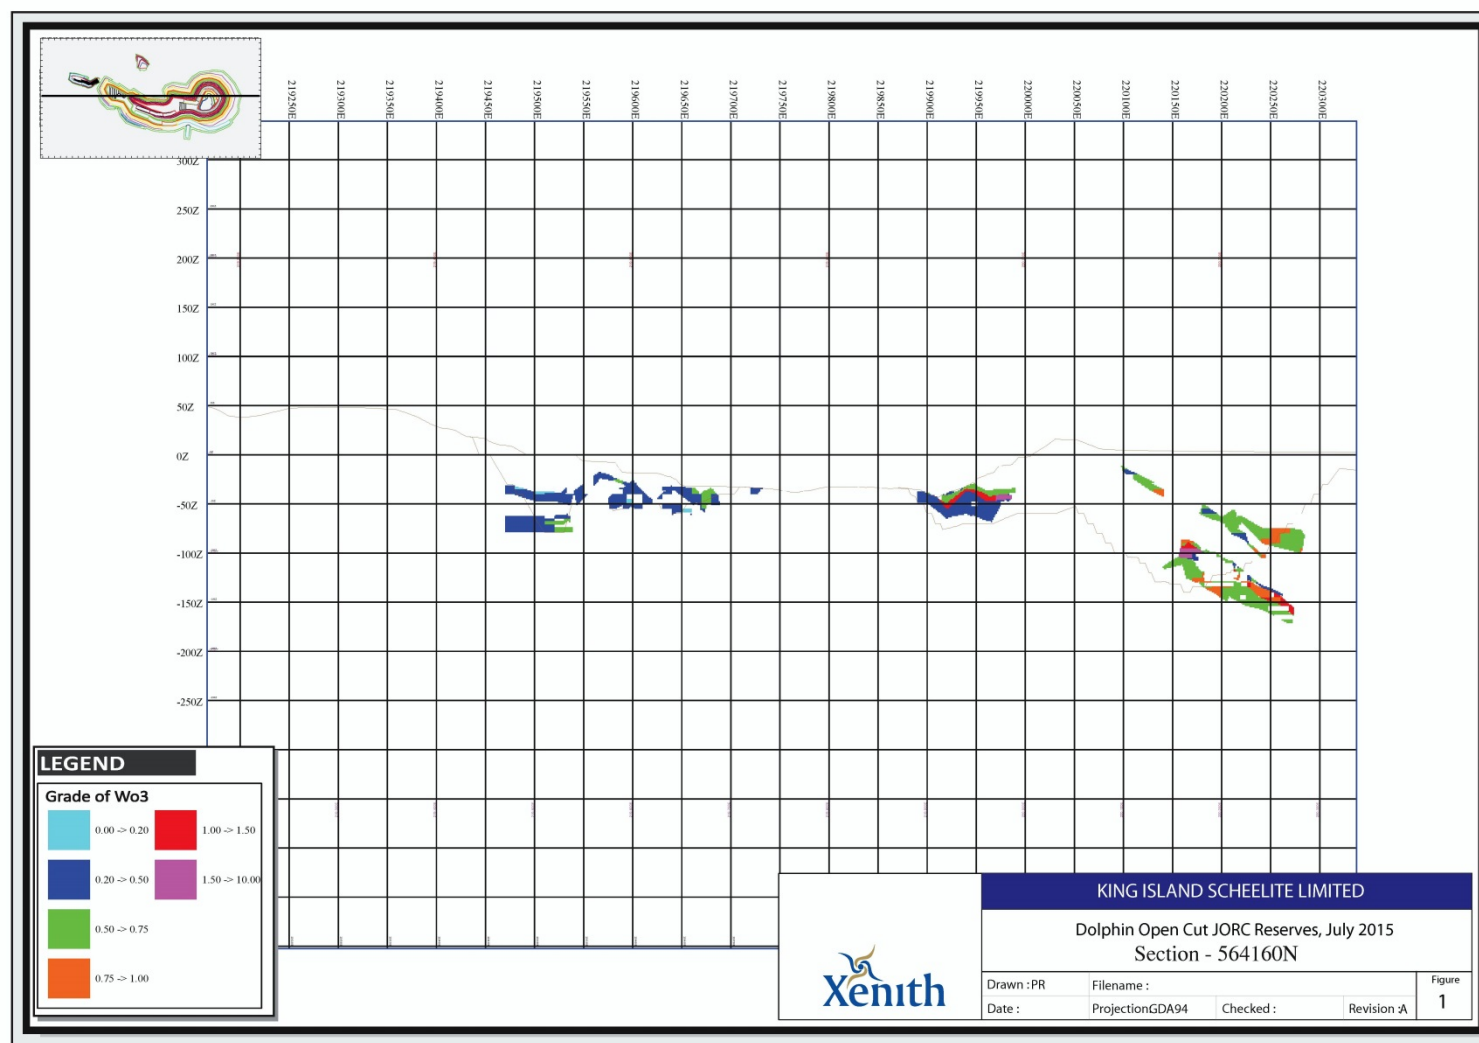 219250E
219300E
219350E
219400E
219450E
219500E
219550E
219600E
219650E
219700E
219750E
219800E
219850E
219900E
219950E
220000E
220050E
220100E
220150E
220200E
220250E
220300E
300Z
250Z
200Z
150Z
100Z
50Z
0Z
-50Z
-100Z
-150Z
-200Z
-250Z
LEGEND
Grade of Wo3
0.00 -> 0.20
1.00 -> 1.50
0.20 -> 0.50
1.50 -> 10.00
0.50 -> 0.75
0.75 -> 1.00
Xenith
KING ISLAND SCHEELITE LIMITED
Dolphin Open Cut JORC Reserves, July 2015
Section - 564160N
Drawn :PR
Filename :
Date :
Projection:GDA94
Checked :
Revision :A
Figure
1